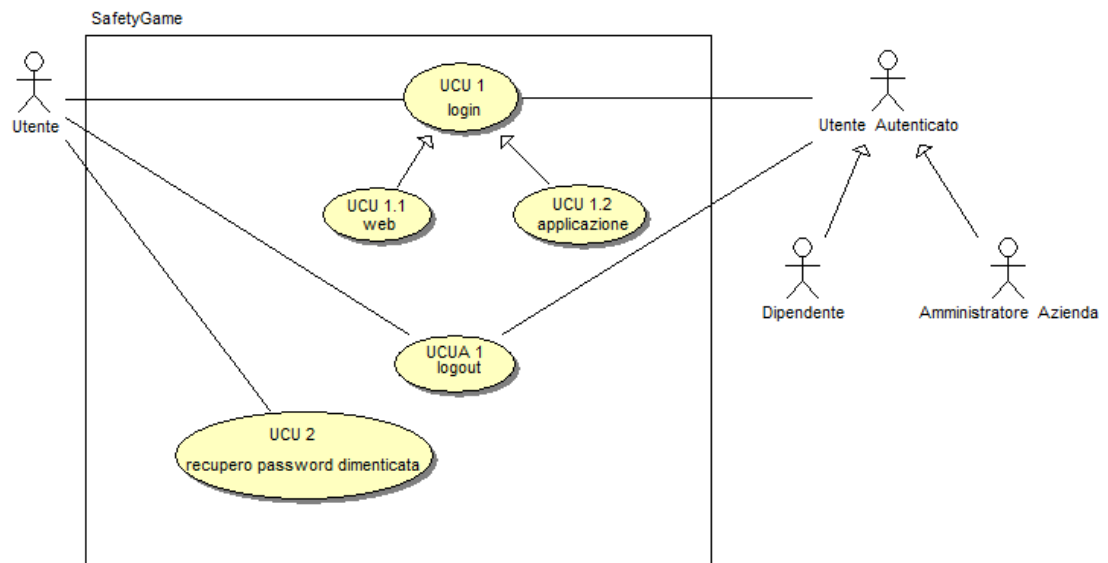 SafetyGame
UCU 1
login
Utente
Utente Autenticato
UCU 1.1
web
UCU 1.2
applicazione
Dipendente
Amministratore Azienda
UCUA 1
logout
UCU 2
recupero password dimenticata